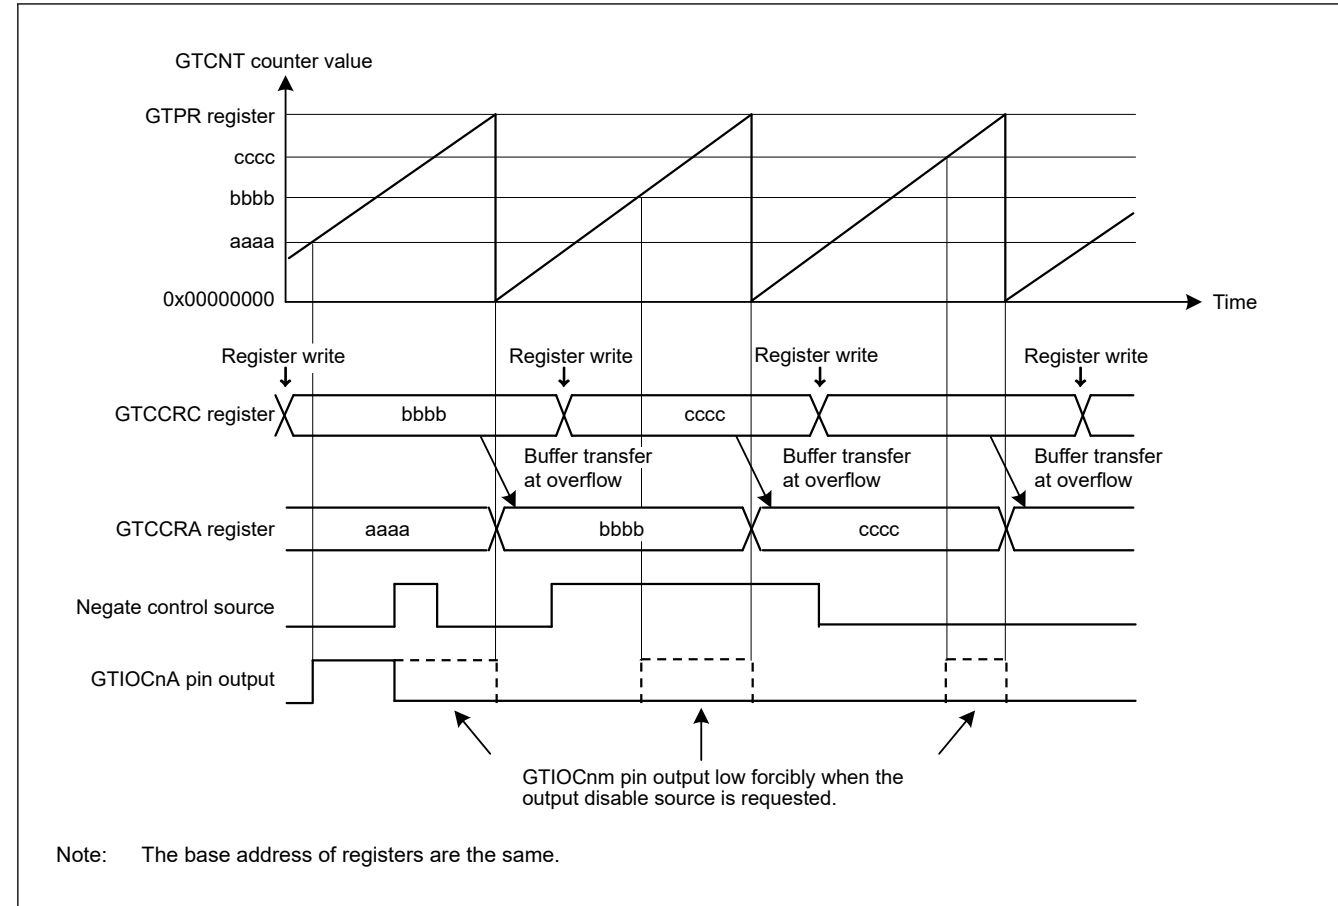 GTCNT counter value
GTPR register
cccc
bbbb
aaaa
0x00000000
Time
Register write
Register write
Register write
Register write
GTCCRC register
bbbb
cccc
Buffer transfer
at overflow
Buffer transfer
at overflow
Buffer transfer
at overflow
GTCCRA register
aaaa
bbbb
cccc
Negate control source
GTIOCnA pin output
GTIOCnm pin output low forcibly when the
output disable source is requested.
Note: The base address of registers are the same.